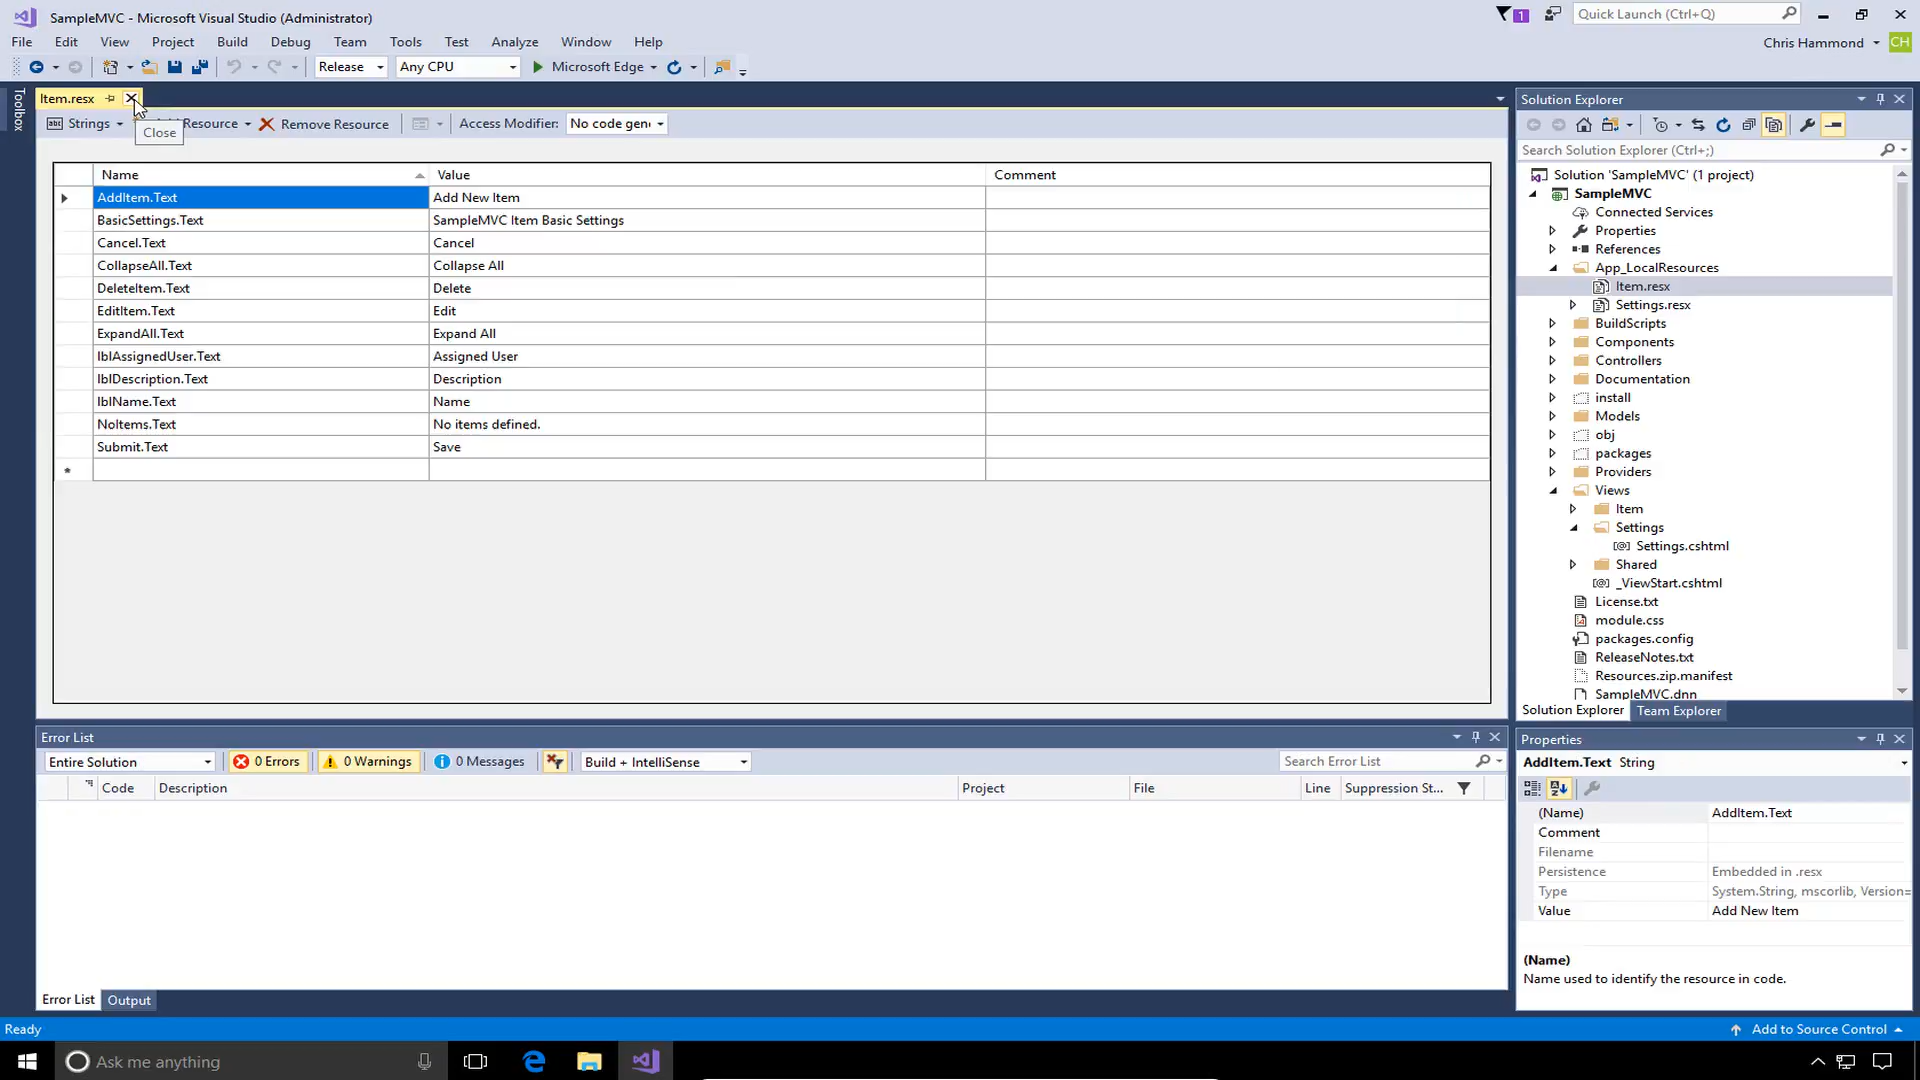 SampleMVC - Microsoft Visual Studio (Administrator)
1
Quick Launch (Ctrl+Q)
File Edit View Project Build Debug Team Tools Test Analyze Window Help
Chris Hammond CH
Release Any CPU Microsoft Edge
Toolbox
Item.resx
Strings Resource Remove Resource Access Modifier: No code gen
Close
Name Value Comment
AddItem.Text Add New Item
BasicSettings.Text SampleMVC Item Basic Settings
Cancel.Text Cancel
CollapseAll.Text Collapse All
DeleteItem.Text Delete
EditItem.Text Edit
ExpandAll.Text Expand All
lblAssignedUser.Text Assigned User
lblDescription.Text Description
lblName.Text Name
NoItems.Text No items defined.
Submit.Text Save
*
Solution Explorer
Search Solution Explorer (Ctrl+;)
Solution 'SampleMVC' (1 project)
SampleMVC
Connected Services
Properties
References
App_LocalResources
Item.resx
Settings.resx
BuildScripts
Components
Controllers
Documentation
install
Models
obj
packages
Providers
Views
Item
Settings
Settings.cshtml
Shared
_ViewStart.cshtml
License.txt
module.css
packages.config
ReleaseNotes.txt
Resources.zip.manifest
SampleMVC.dnn
Solution Explorer Team Explorer
Error List
Entire Solution 0 Errors 0 Warnings 0 Messages Build + IntelliSense Search Error List
Code Description Project File Line Suppression St...
Error List Output
Properties
AddItem.Text String
(Name) AddItem.Text
Comment
Filename
Persistence Embedded in .resx
Type System.String, mscorlib, Version=
Value Add New Item
(Name)
Name used to identify the resource in code.
Ready
Add to Source Control
Ask me anything